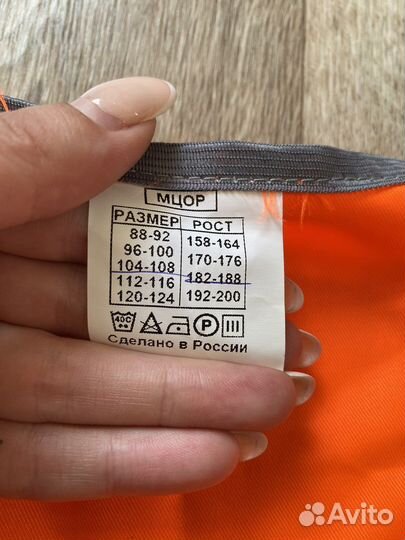 МЦОР
РАЗМЕР РОСТ
88-92 158-164
96-100 170-176
104-108 182-188
112-116 192-200
120-124
40C P
Сделано в России
Avito